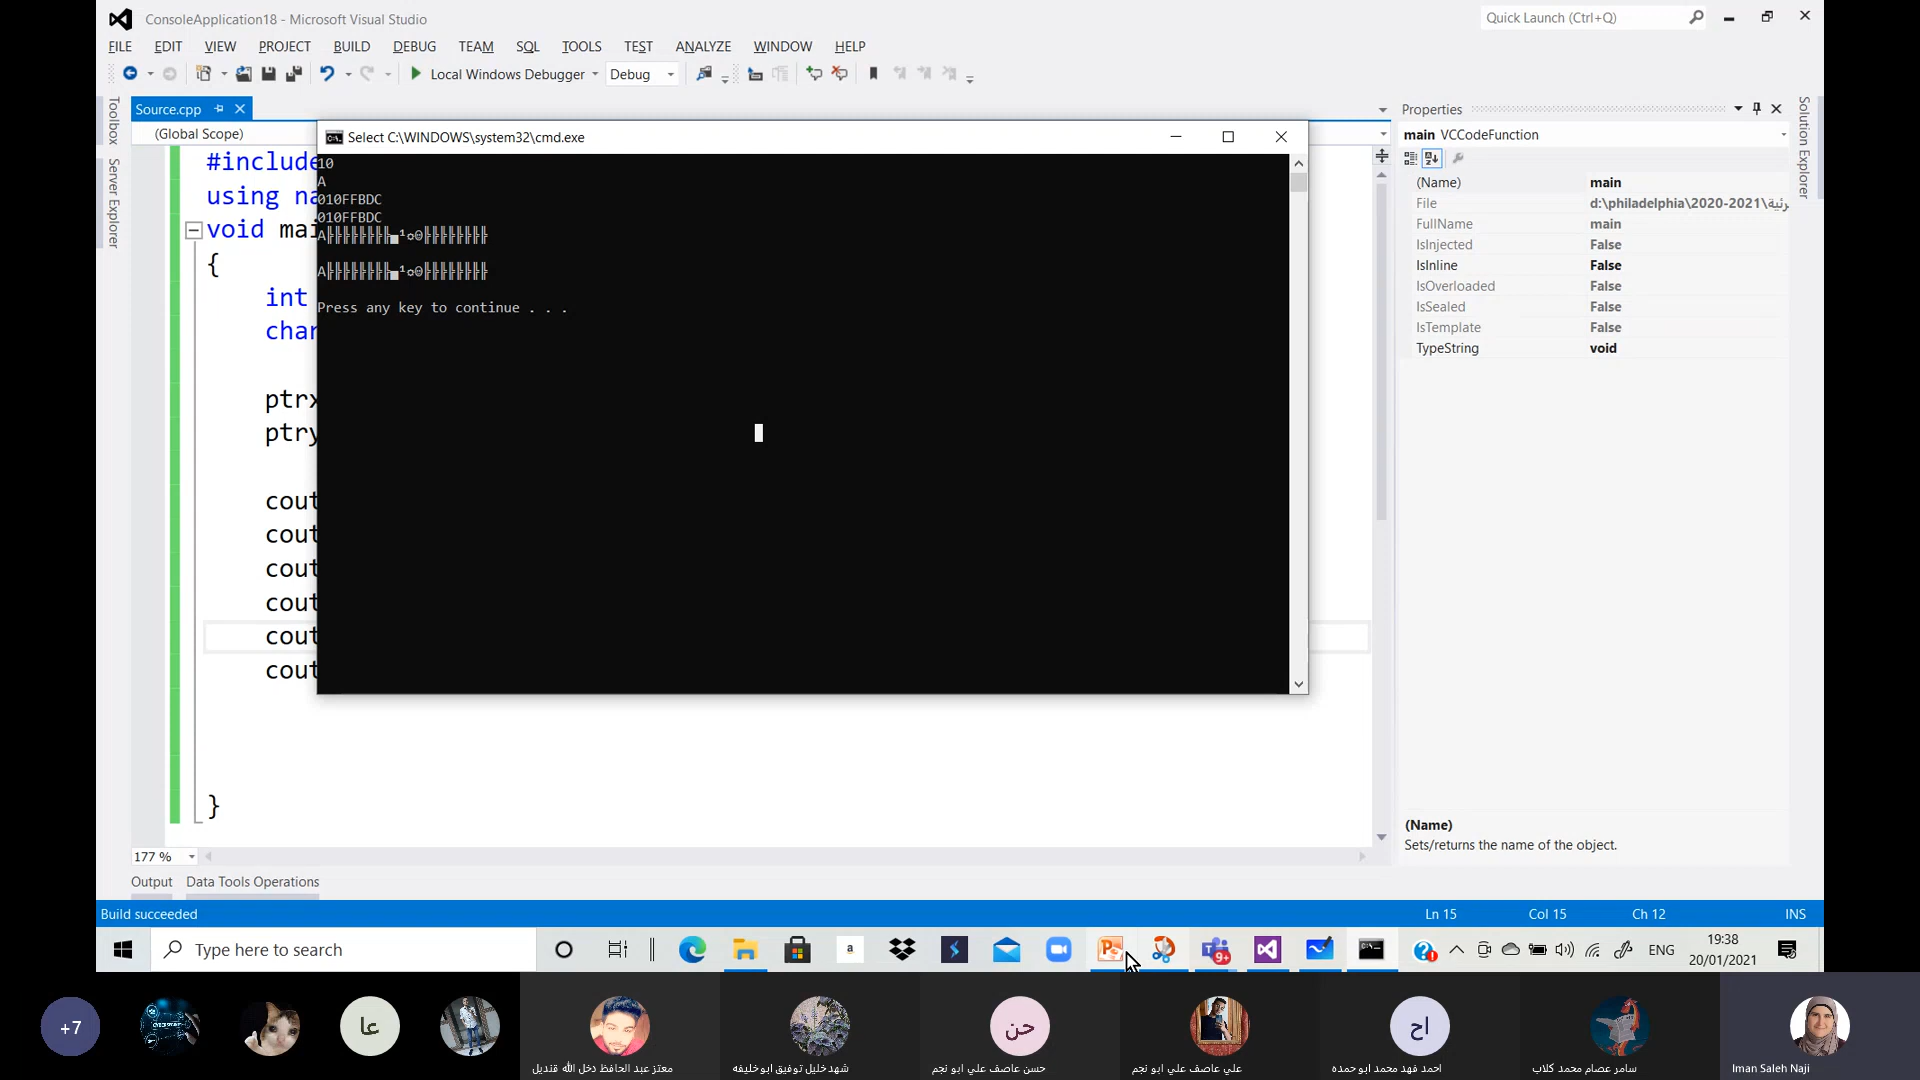 ConsoleApplication18 - Microsoft Visual Studio
Quick Launch (Ctrl+Q)
FILE EDIT VIEW PROJECT BUILD DEBUG TEAM SQL TOOLS TEST ANALYZE WINDOW HELP
Local Windows Debugger Debug
Toolbox
Server Explorer
Source.cpp
(Global Scope)
#include
using na
void mai
{
int
char
ptrx
ptry
cout
cout
cout
cout
cout
cout
}
Select C:\WINDOWS\system32\cmd.exe
10
A
010FFBDC
010FFBDC
A╠╠╠╠╠╠╠╠▄¹☼@╠╠╠╠╠╠╠╠
A╠╠╠╠╠╠╠╠▄¹☼@╠╠╠╠╠╠╠╠
Press any key to continue . . .
Properties
main VCCodeFunction
(Name) main
File d:\philadelphia\2020-2021\
FullName main
IsInjected False
IsInline False
IsOverloaded False
IsSealed False
IsTemplate False
TypeString void
(Name)
Sets/returns the name of the object.
Solution Explorer
177 %
Output Data Tools Operations
Build succeeded
Ln 15 Col 15 Ch 12 INS
Type here to search
a
9+
ENG
19:38
20/01/2021
+7
عا
حن
اح
معتز عبد الحافظ دخل الله قنديل
شهد خليل توفيق ابوخليفه
حسن عاصف علي ابو نجم
علي عاصف علي ابو نجم
احمد فهد محمد ابو حمده
سامر عصام محمد كلاب
Iman Saleh Naji